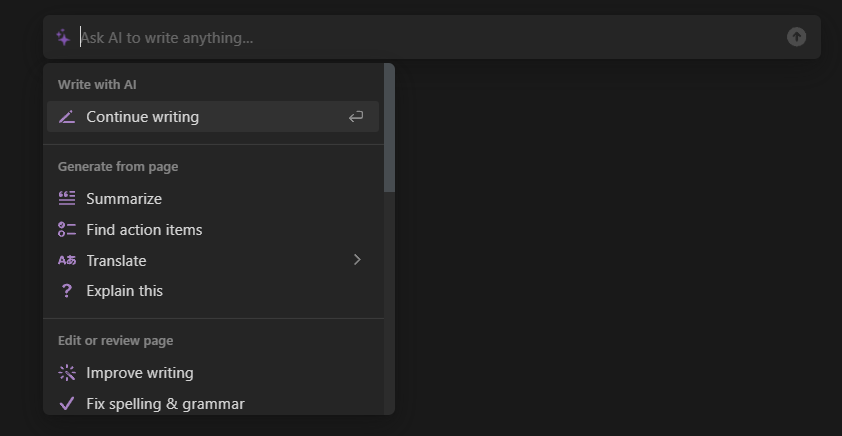 Ask AI to write anything...
Write with AI
Continue writing
Generate from page
Summarize
Find action items
Aあ Translate
Explain this
Edit or review page
Improve writing
Fix spelling & grammar